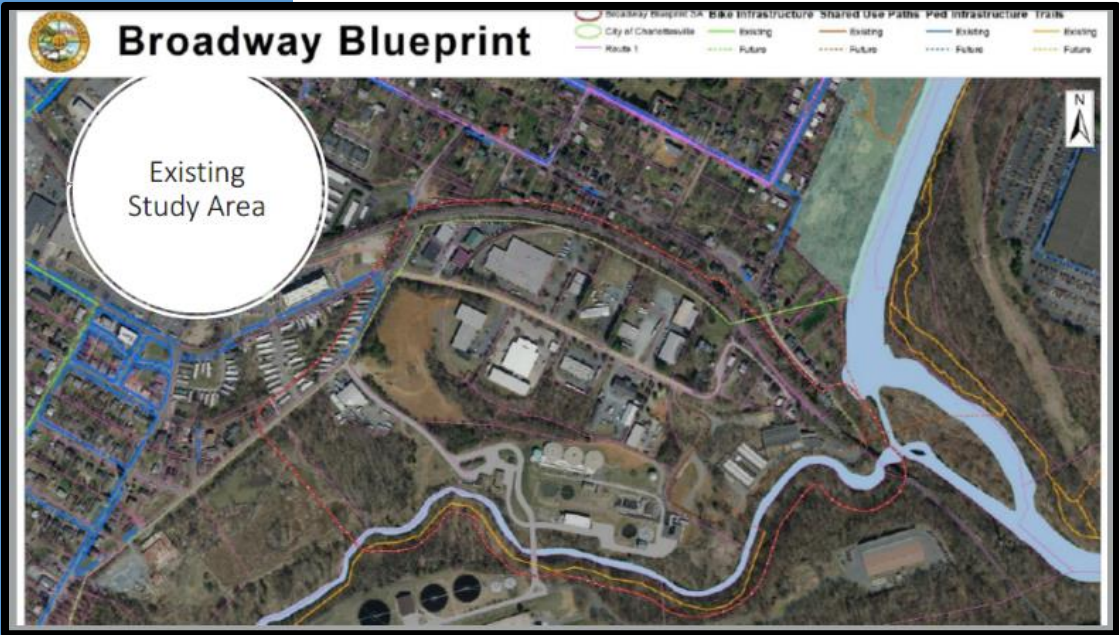 Broadway Blueprint
Broadway Blueprint SA
City of Charlottesville
Route 1
Bike Infrastructure
Existing
Future
Shared Use Paths
Existing
Future
Ped Infrastructure
Existing
Future
Trails
Existing
Future
Existing
Study Area
N